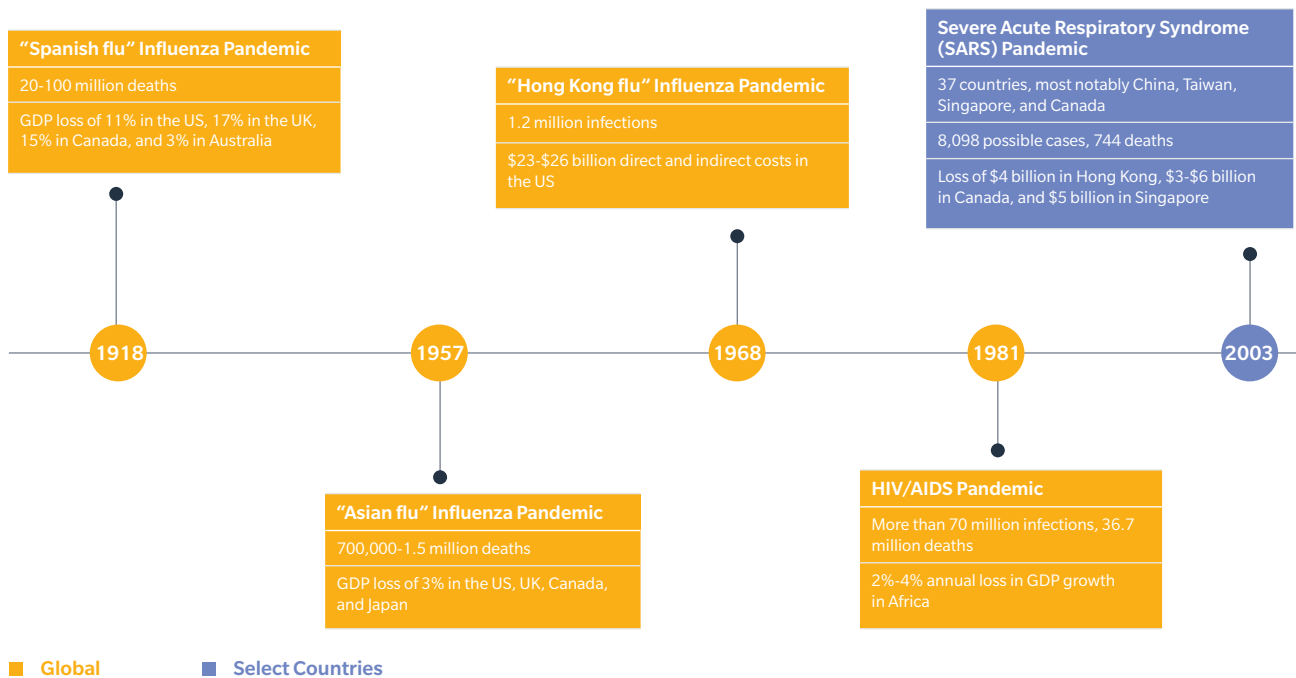 “Spanish flu” Influenza Pandemic
20-100 million deaths
GDP loss of 11% in the US, 17% in the UK,
15% in Canada, and 3% in Australia
“Hong Kong flu” Influenza Pandemic
1.2 million infections
$23-$26 billion direct and indirect costs in
the US
Severe Acute Respiratory Syndrome
(SARS) Pandemic
37 countries, most notably China, Taiwan,
Singapore, and Canada
8,098 possible cases, 744 deaths
Loss of $4 billion in Hong Kong, $3-$6 billion
in Canada, and $5 billion in Singapore
1918
1957
1968
1981
2003
“Asian flu” Influenza Pandemic
700,000-1.5 million deaths
GDP loss of 3% in the US, UK, Canada,
and Japan
HIV/AIDS Pandemic
More than 70 million infections, 36.7
million deaths
2%-4% annual loss in GDP growth
in Africa
Global
Select Countries